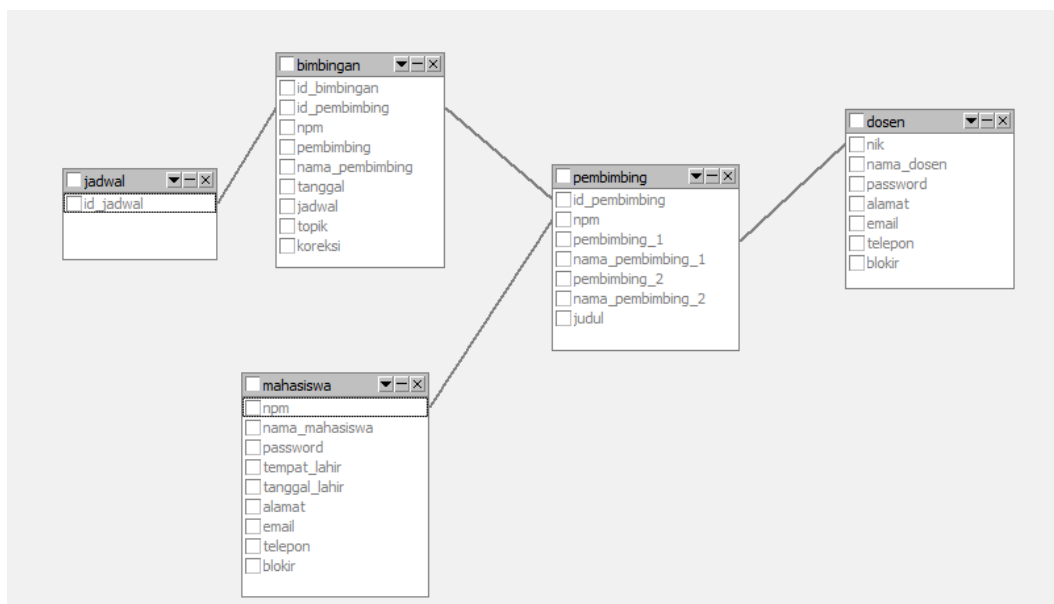 bimbingan
id_bimbingan
id_pembimbing
npm
pembimbing
nama_pembimbing
tanggal
jadwal
topik
koreksi
jadwal
id_jadwal
pembimbing
id_pembimbing
npm
pembimbing_1
nama_pembimbing_1
pembimbing_2
nama_pembimbing_2
judul
dosen
nik
nama_dosen
password
alamat
email
telepon
blokir
mahasiswa
npm
nama_mahasiswa
password
tempat_lahir
tanggal_lahir
alamat
email
telepon
blokir